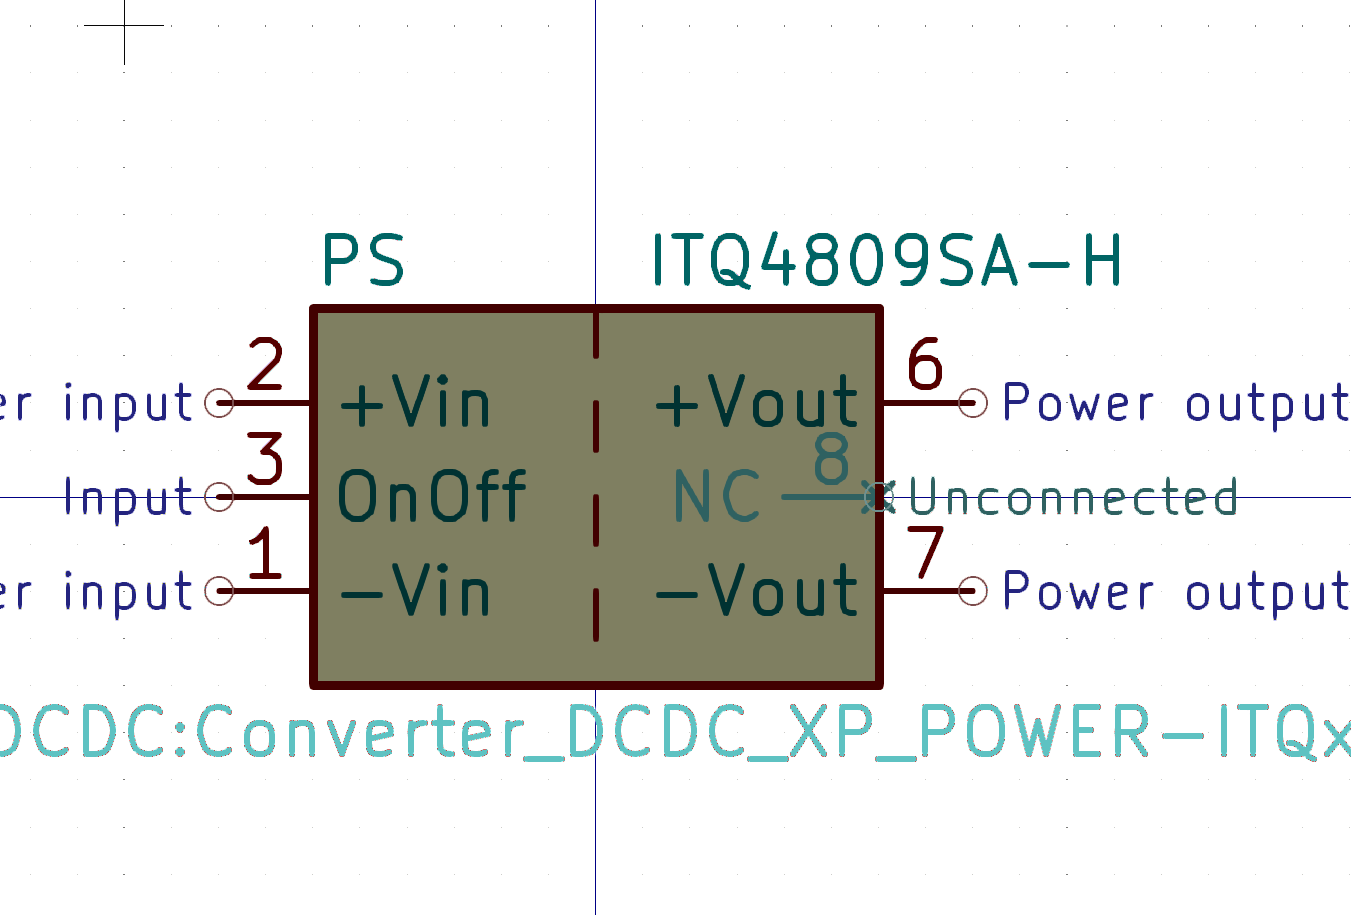 PS ITQ4809SA-H
2 6
er input +Vin +Vout Power output
3 8
Input OnOff NC Unconnected
1 7
er input -Vin -Vout Power output
DCDC:Converter_DCDC_XP_POWER-ITQx